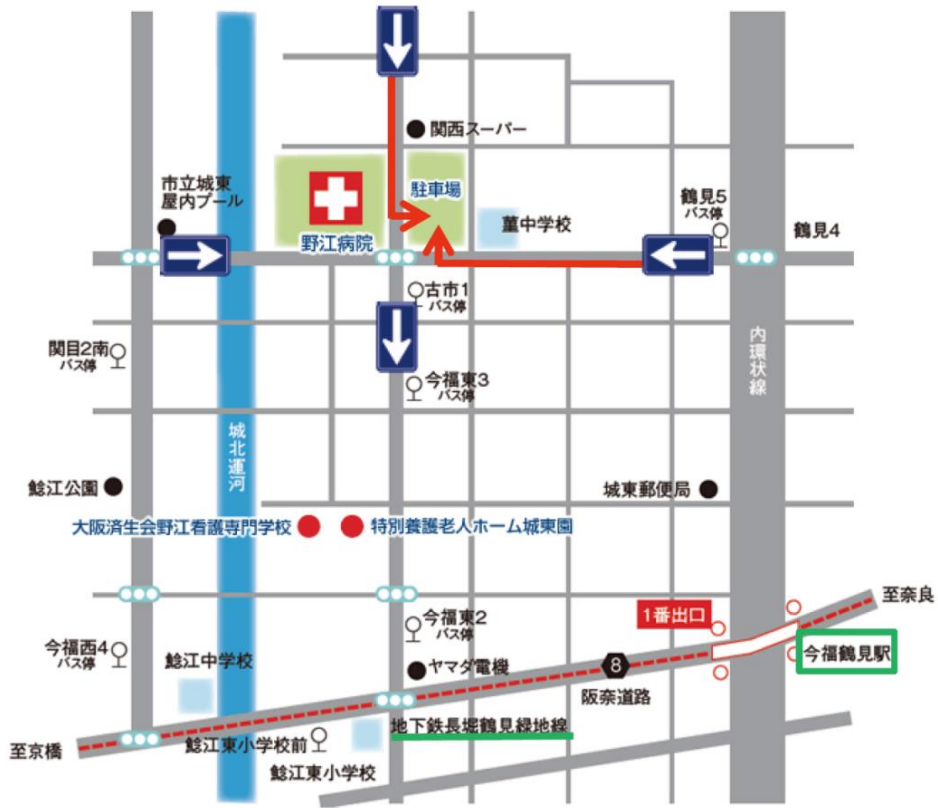 関西スーパー
駐車場
市立城東
屋内プール
野江病院
菫中学校
鶴見5
バス停
鶴見4
古市1
バス停
関目2南
バス停
今福東3
バス停
内環状線
城北運河
鯰江公園
城東郵便局
大阪済生会野江看護専門学校
特別養護老人ホーム城東園
至奈良
1番出口
今福東2
バス停
今福西4
バス停
今福鶴見駅
鯰江中学校
ヤマダ電機
8
阪奈道路
地下鉄長堀鶴見緑地線
至京橋
鯰江東小学校前
鯰江東小学校